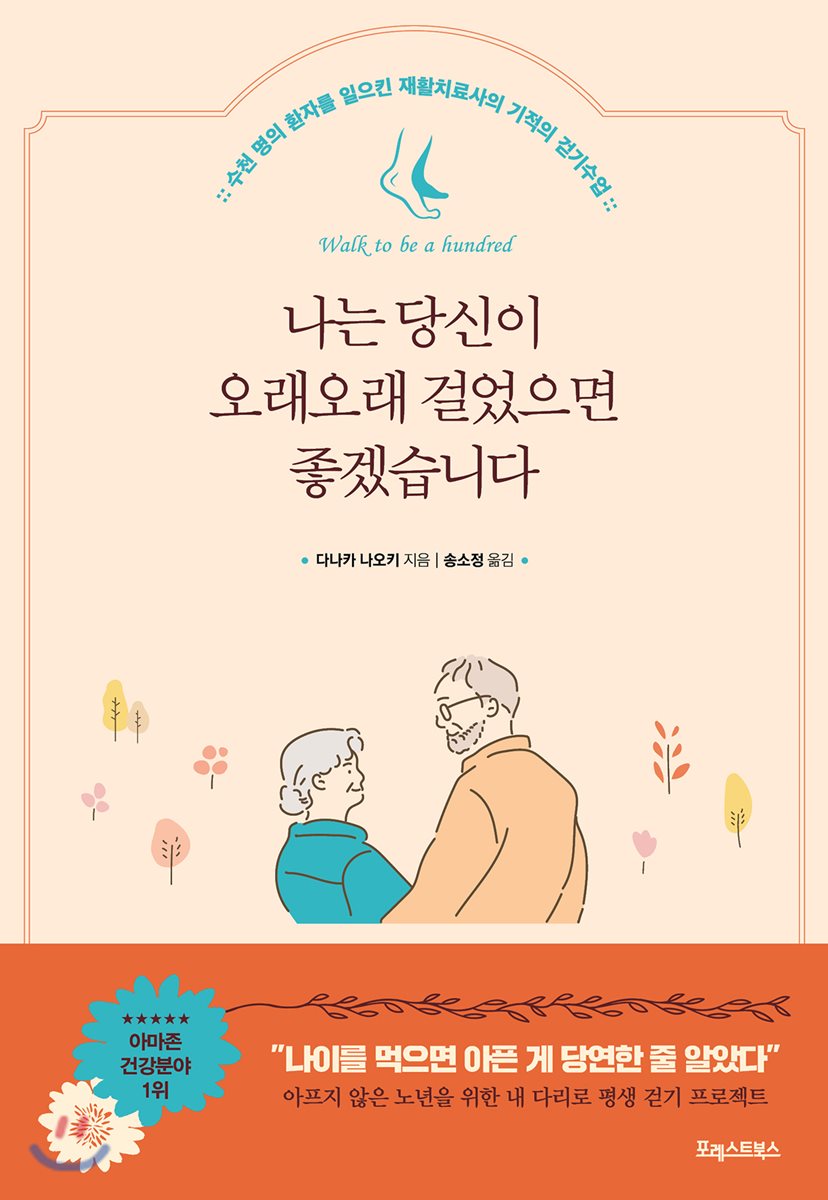 :: 수천 명의 환자를 일으킨 재활치료사의 기적의 걷기수업 ::
Walk to be a hundred
나는 당신이
오래오래 걸었으면
좋겠습니다
• 다나카 나오키 지음 | 송소정 옮김 •
★★★★★
아마존
건강분야
1위
"나이를 먹으면 아픈 게 당연한 줄 알았다"
아프지 않은 노년을 위한 내 다리로 평생 걷기 프로젝트
포레스트북스